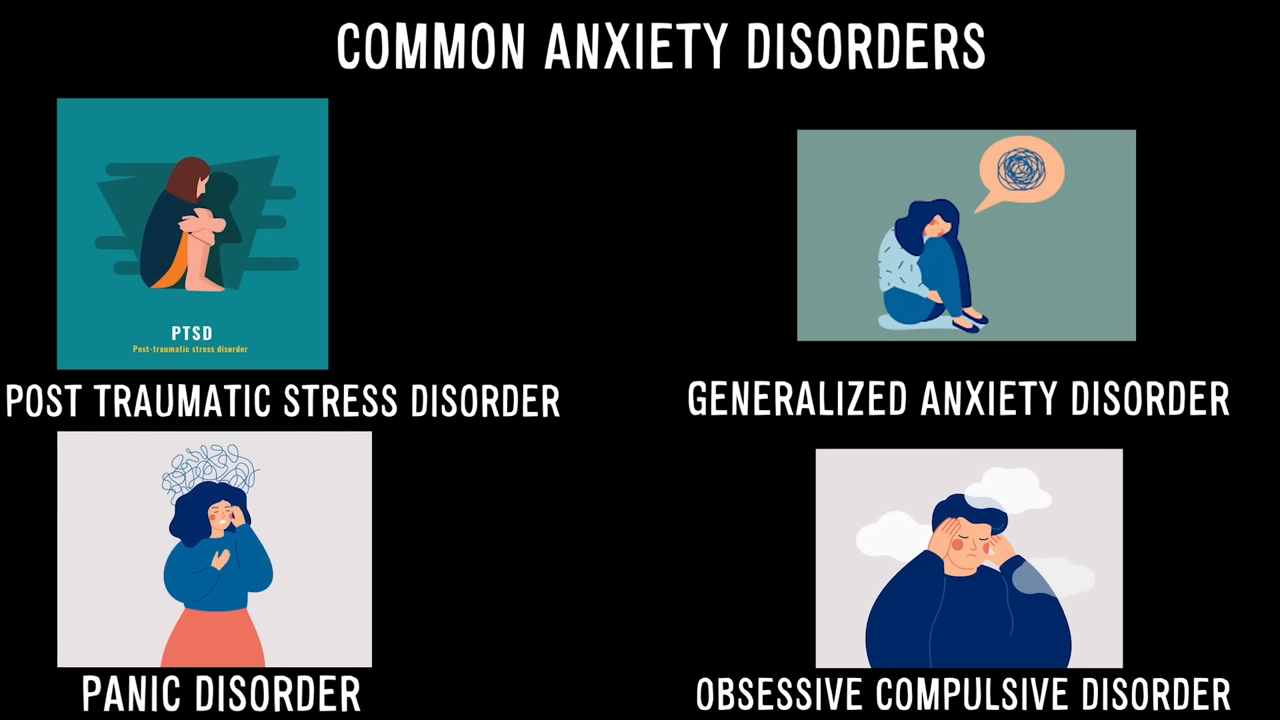 COMMON ANXIETY DISORDERS
PTSD
Post-traumatic stress disorder
POST TRAUMATIC STRESS DISORDER
GENERALIZED ANXIETY DISORDER
PANIC DISORDER
OBSESSIVE COMPULSIVE DISORDER